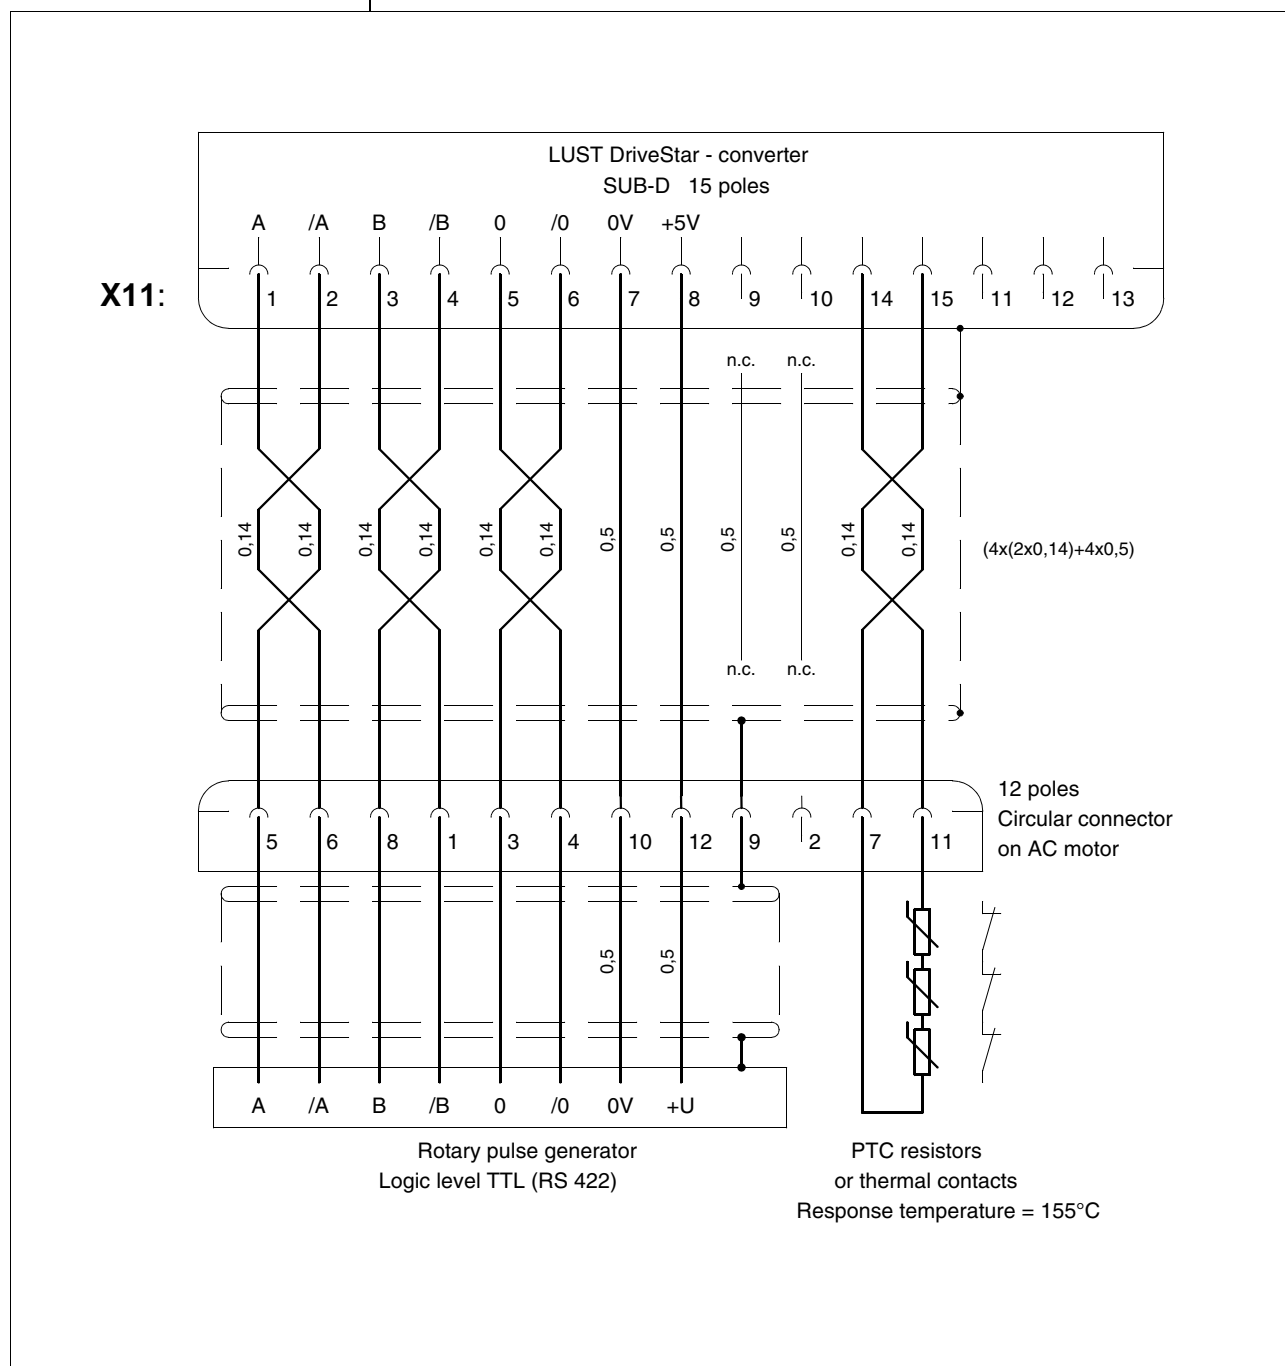 LUST DriveStar - converter
SUB-D 15 poles
A /A B /B 0 /0 0V +5V
X11:
1 2 3 4 5 6 7 8 9 10 14 15 11 12 13
n.c. n.c.
0,14 0,14 0,14 0,14 0,14 0,14 0,5 0,5 0,5 0,5 0,14 0,14
(4x(2x0,14)+4x0,5)
n.c. n.c.
12 poles
Circular connector
on AC motor
5 6 8 1 3 4 10 12 9 2 7 11
0,5 0,5
A /A B /B 0 /0 0V +U
Rotary pulse generator
Logic level TTL (RS 422)
PTC resistors
or thermal contacts
Response temperature = 155°C